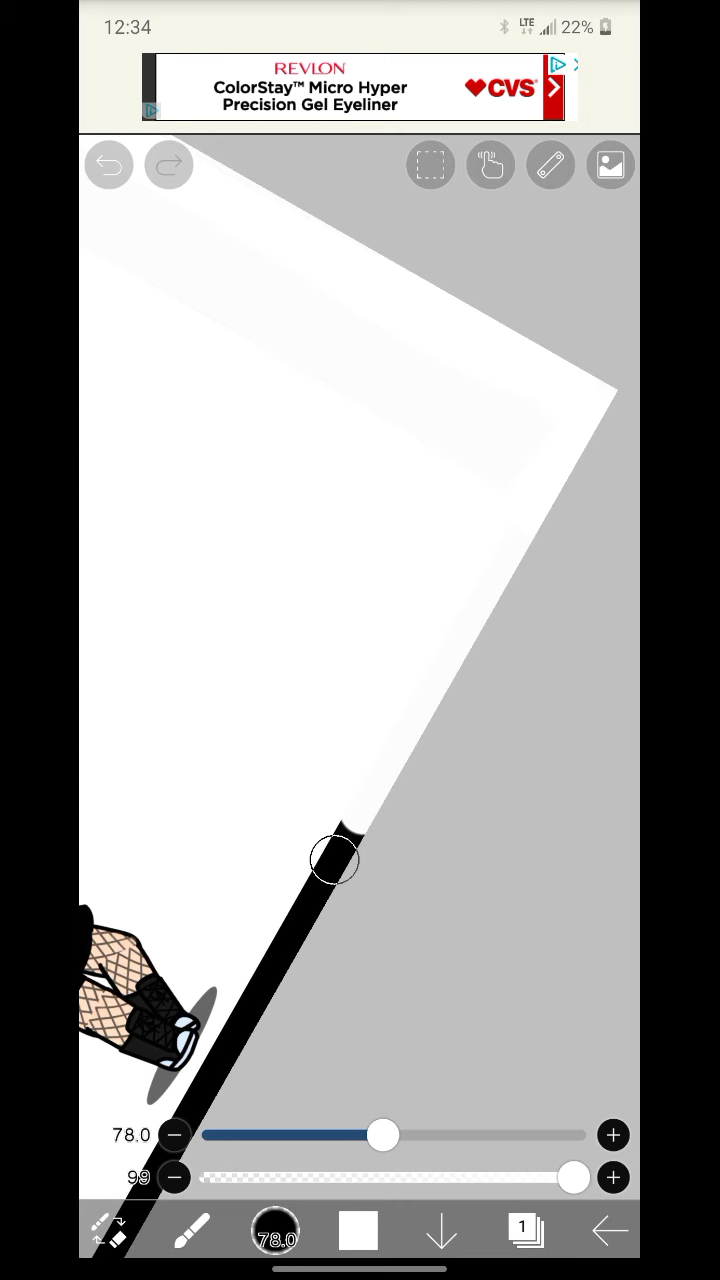 12:34 LTE 22%
REVLON
ColorStay™ Micro Hyper
Precision Gel Eyeliner
CVS®
78.0
99
78.0 1